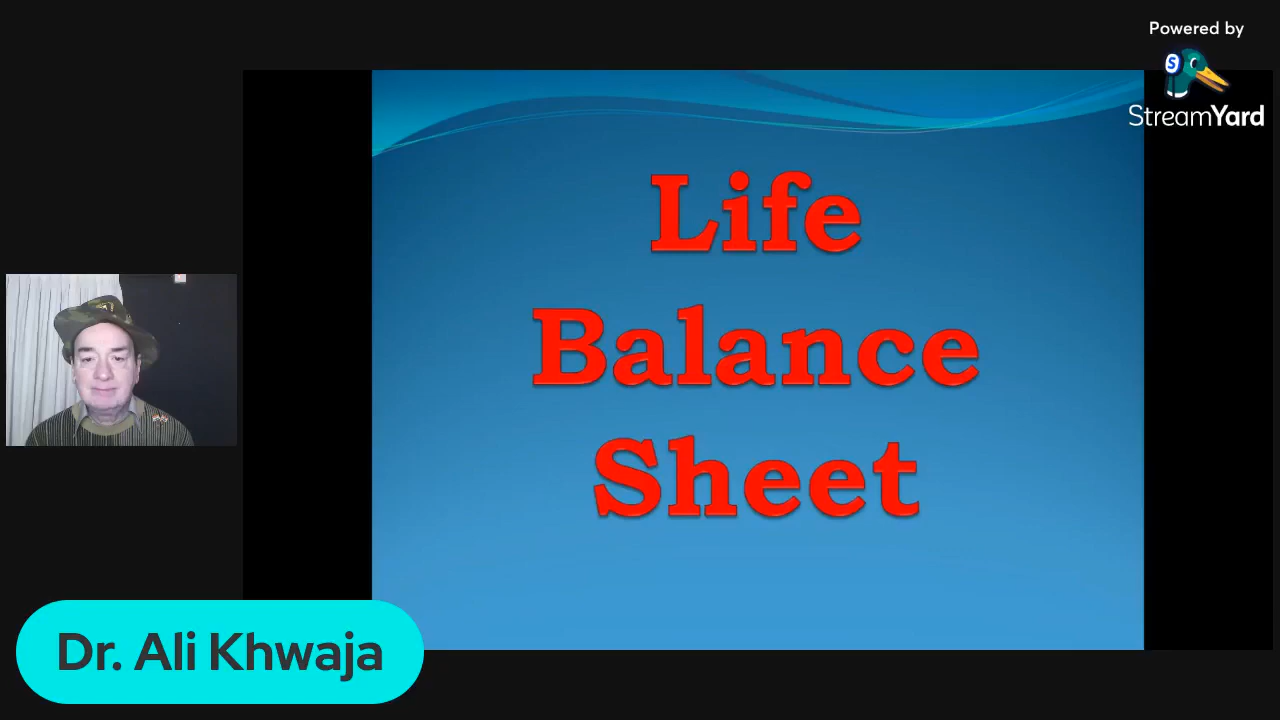 Powered by
S
StreamYard
Life
Balance
Sheet
Dr. Ali Khwaja